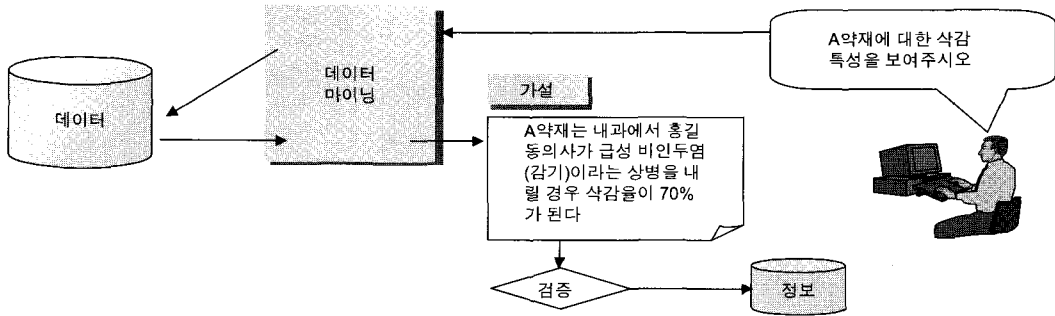 A약재에 대한 삭감
특성을 보여주시오
데이터
마이닝
데이터
가설
A약재는 내과에서 홍길
동의사가 급성 비인두염
(감기)이라는 상병을 내
릴 경우 삭감율이 70%
가 된다
검증
정보